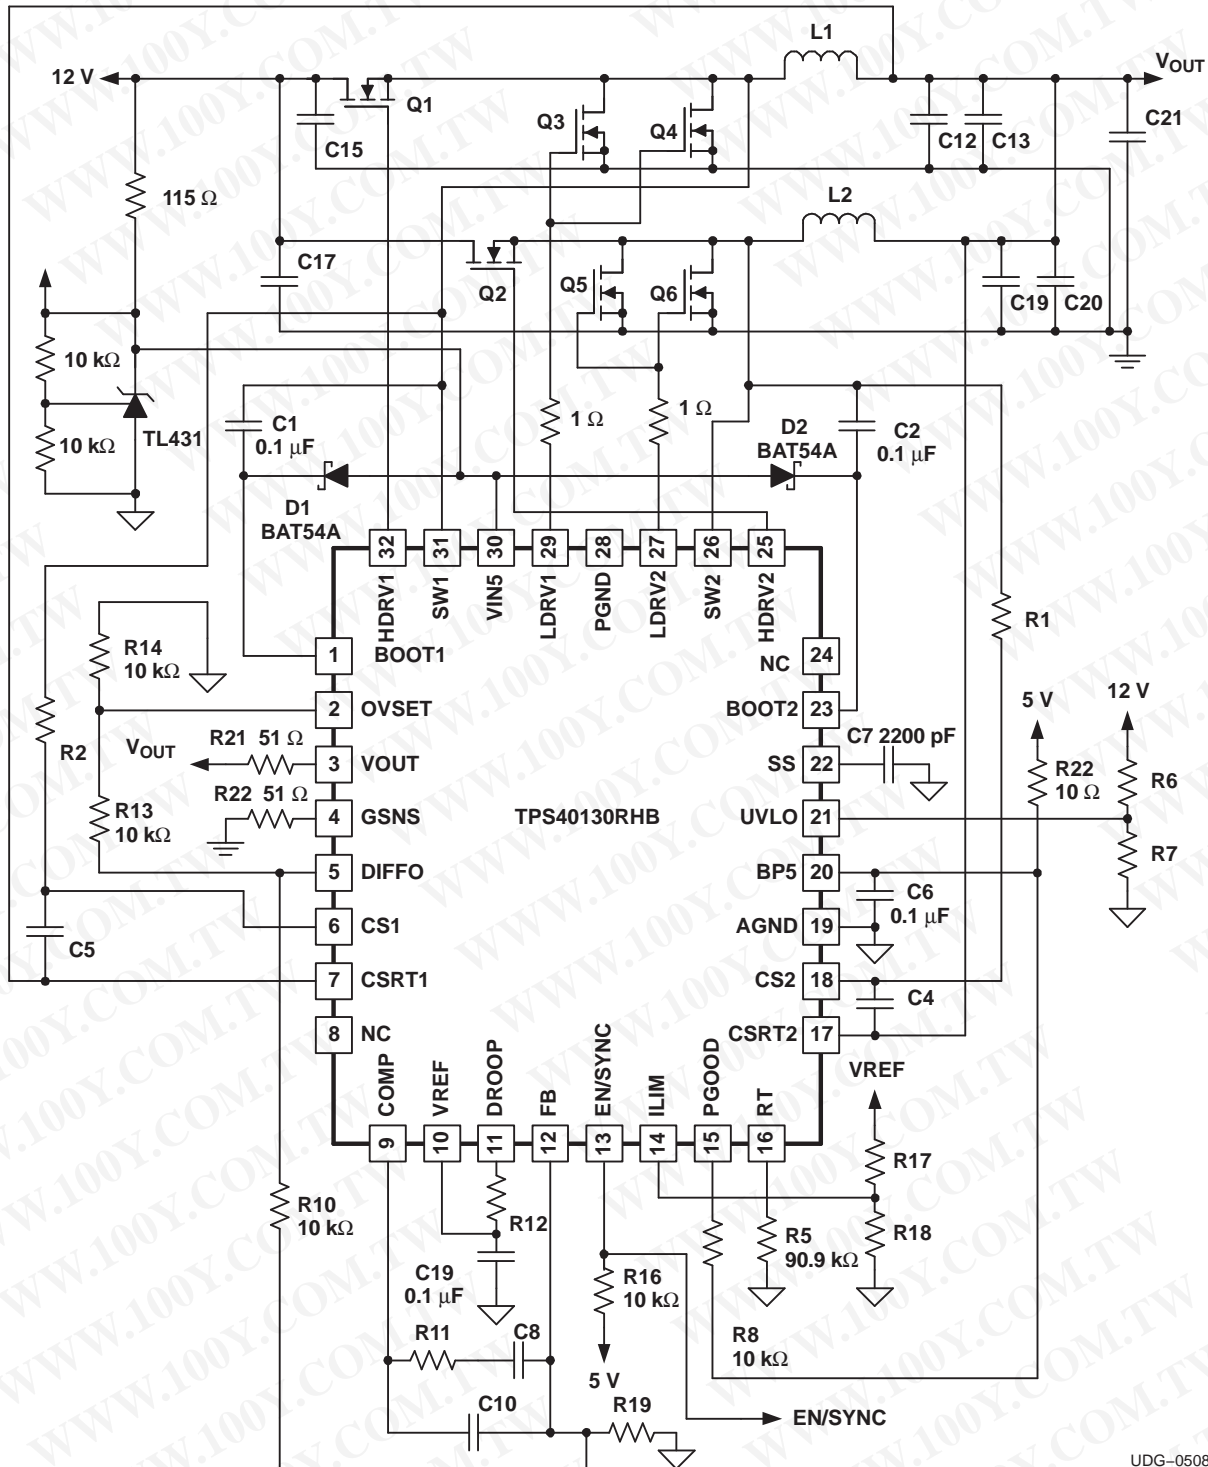 L1
12 V
VOUT
Q1
Q3
Q4
C15
C12
C13
C21
115 Ω
L2
C17
Q2
Q5
Q6
C19
C20
10 kΩ
10 kΩ
TL431
C1
0.1 µF
1 Ω
1 Ω
D2
BAT54A
C2
0.1 µF
D1
BAT54A
32
31
30
29
28
27
26
25
HDRV1
SW1
VIN5
LDRV1
PGND
LDRV2
SW2
HDRV2
R1
R14
10 kΩ
1
BOOT1
NC
24
2
OVSET
BOOT2
23
5 V
12 V
R2
VOUT
R21 51 Ω
3
VOUT
SS
22
C7 2200 pF
R22
10 Ω
R6
R13
10 kΩ
R22 51 Ω
4
GSNS
TPS40130RHB
UVLO
21
R7
5
DIFFO
BP5
20
C6
0.1 µF
6
CS1
AGND
19
C5
7
CSRT1
CS2
18
C4
8
NC
CSRT2
17
VREF
COMP
VREF
DROOP
FB
EN/SYNC
ILIM
PGOOD
RT
9
10
11
12
13
14
15
16
R17
R10
10 kΩ
R12
R5
90.9 kΩ
R18
C19
0.1 µF
R16
10 kΩ
R11
C8
R8
10 kΩ
5 V
C10
R19
EN/SYNC
UDG−0508
WWW.100Y.COM.TW